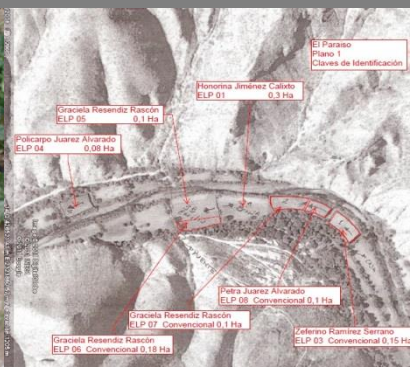 El Paraiso
Plano 1
Claves de Identificación
Honorina Jiménez Calixto
ELP 01 0,3 Ha
Graciela Resendiz Rascón
ELP 05 0,1 Ha
Policarpo Juarez Alvarado
ELP 04 0,08 Ha
Petra Juarez Alvarado
ELP 08 Convencional 0,1 Ha
Graciela Resendiz Rascón
ELP 07 Convencional 0,1 Ha
Zeferino Ramírez Serrano
ELP 03 Convencional 0,15 Ha
Graciela Resendiz Rascón
ELP 06 Convencional 0,18 Ha